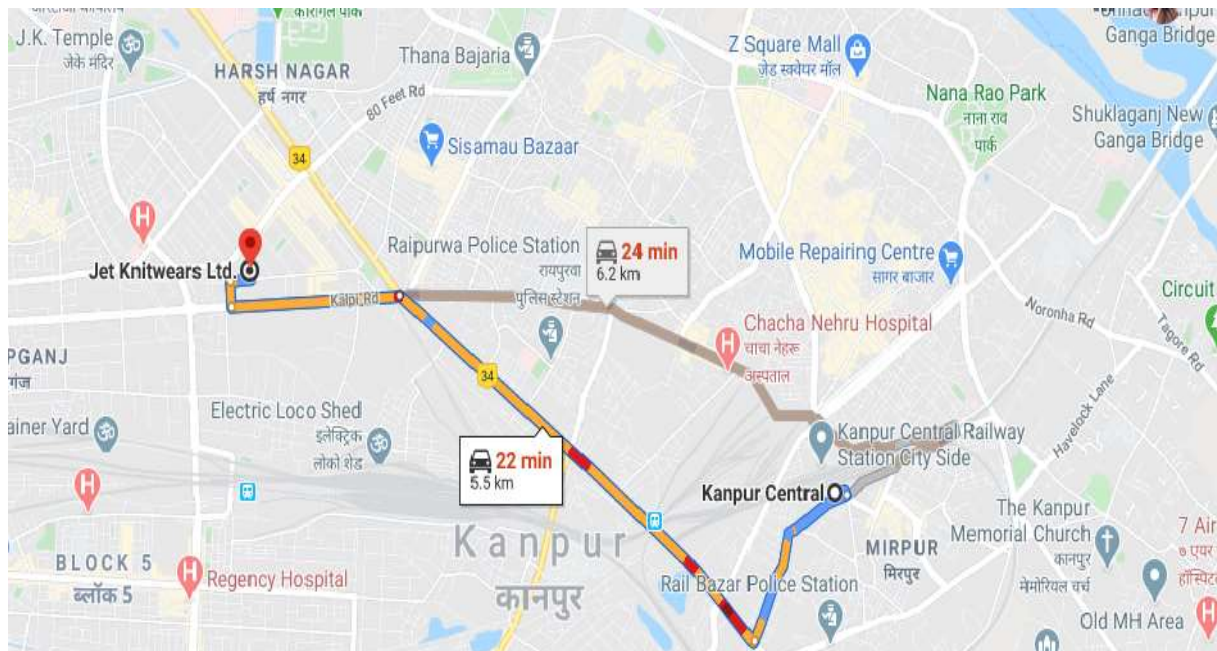 कारगिल पार्क
J.K. Temple
जेके मंदिर
HARSH NAGAR
हर्ष नगर
Thana Bajaria
80 Feet Rd
Z Square Mall
जेड स्क्वेयर मॉल
Ganga Bridge
Nana Rao Park
नाना राव
पार्क
Shuklaganj New
Ganga Bridge
34
Sisamau Bazaar
Jet Knitwears Ltd.
Kalpi Rd
Raipurwa Police Station
रायपुरवा
पुलिस स्टेशन
24 min
6.2 km
Mobile Repairing Centre
सागर बाजार
Circuit
Noronha Rd
Tagore Rd
Chacha Nehru Hospital
चाचा नेहरू
अस्पताल
PGANJ
गंज
34
Electric Loco Shed
इलेक्ट्रिक
लोको शेड
ainer Yard
22 min
5.5 km
Kanpur Central Railway
Station City Side
Havelock Lane
Kanpur Central
The Kanpur
Memorial Church
कानपुर
मेमोरियल चर्च
7 Air
७ एयर
हॉस्पिट
MIRPUR
मिरपुर
Kanpur
कानपुर
BLOCK 5
ब्लॉक 5
Regency Hospital
Rail Bazar Police Station
Old MH Area